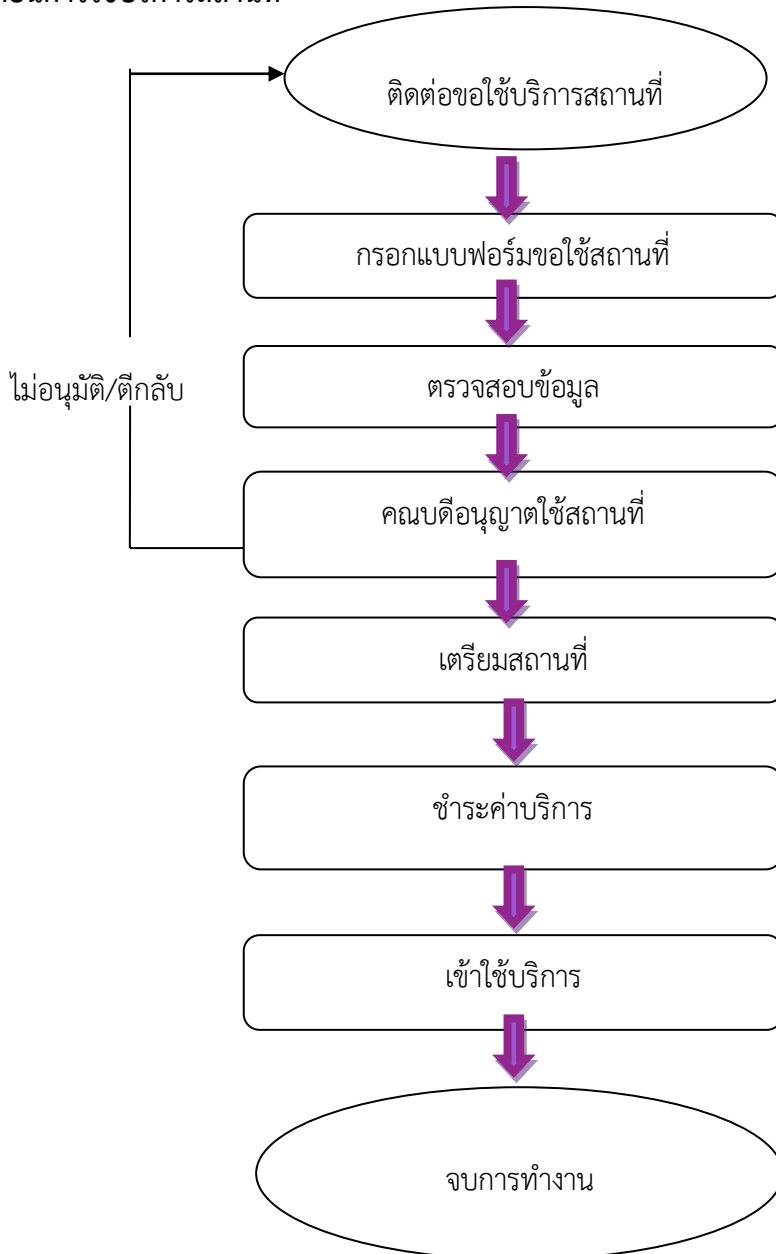 ติดต่อขอใช้บริการสถานที่
กรอกแบบฟอร์มขอใช้สถานที่
ไม่อนุมัติ/ตีกลับ
ตรวจสอบข้อมูล
คณบดีอนุญาตใช้สถานที่
เตรียมสถานที่
ชำระค่าบริการ
เข้าใช้บริการ
จบการทำงาน